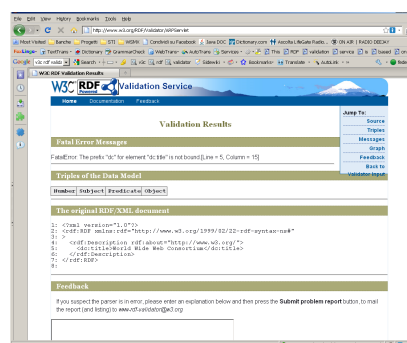 File Edit View History Bookmarks Tools Help
http://www.w3.org/RDF/Validator/ARPServlet
W3C RDF Validation Results
W3C RDF Validation Service
Powered
Home Documentation Feedback
Jump To:
Source
Triples
Messages
Graph
Feedback
Back to
Validator Input
Validation Results
Fatal Error Messages
FatalError: The prefix "dc" for element "dc:title" is not bound.[Line = 5, Column = 15]
Triples of the Data Model
Number Subject Predicate Object
The original RDF/XML document
1: <?xml version="1.0"?>
2: <rdf:RDF xmlns:rdf="http://www.w3.org/1999/02/22-rdf-syntax-ns#"
3: >
4: <rdf:Description rdf:about="http://www.w3.org/">
5: <dc:title>World Wide Web Consortium</dc:title>
6: </rdf:Description>
7: </rdf:RDF>
8:
Feedback
If you suspect the parser is in error, please enter an explanation below and then press the Submit problem report button, to mail
the report (and listing) to www-rdf-validator@w3.org